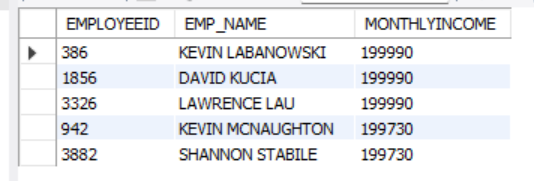 EMPLOYEEID EMP_NAME MONTHLYINCOME
386 KEVIN LABANOWSKI 199990
1856 DAVID KUCIA 199990
3326 LAWRENCE LAU 199990
942 KEVIN MCNAUGHTON 199730
3882 SHANNON STABILE 199730